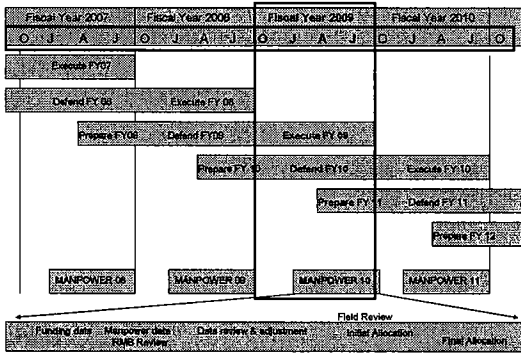 Fiscal Year 2007 Fiscal Year 2008 Fiscal Year 2009 Fiscal Year 2010
O J A J O J A J O J A J O J A J O
Execute FY07
Defend FY 08 Execute FY 08
Prepare FY09 Defend FY09 Execute FY 09
Prepare FY 10 Defend FY10 Execute FY 10
Prepare FY 11 Defend FY 11
Prepare FY 12
MANPOWER 08 MANPOWER 09 MANPOWER 10 MANPOWER 11
Field Review
Funding data Manpower data Data review & adjustment Initial Allocation Final Allocation
RMB Review